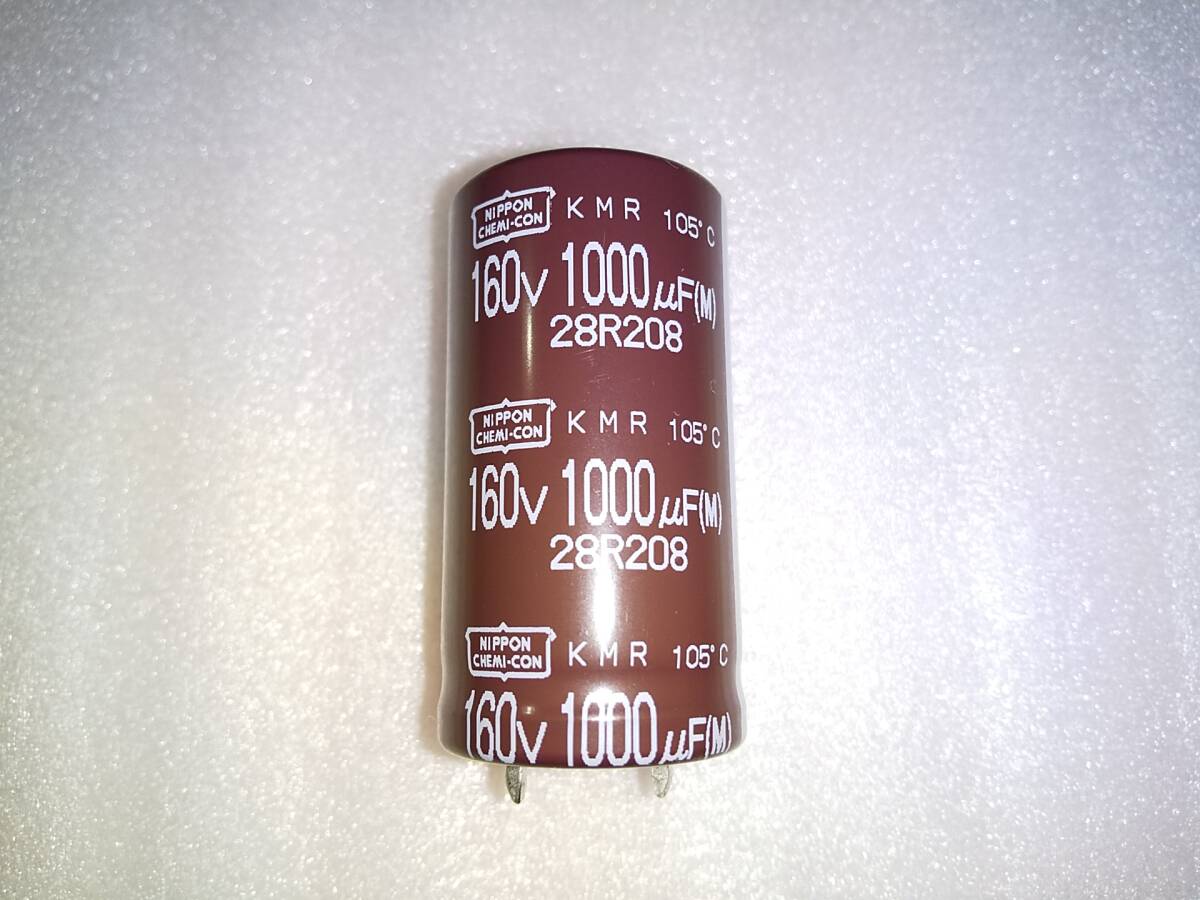 NIPPON
CHEMI-CON
KMR 105°C
160V 1000μF(M)
28R208
NIPPON
CHEMI-CON
KMR 105°C
160V 1000μF(M)
28R208
NIPPON
CHEMI-CON
KMR 105°C
160V 1000μF(M)